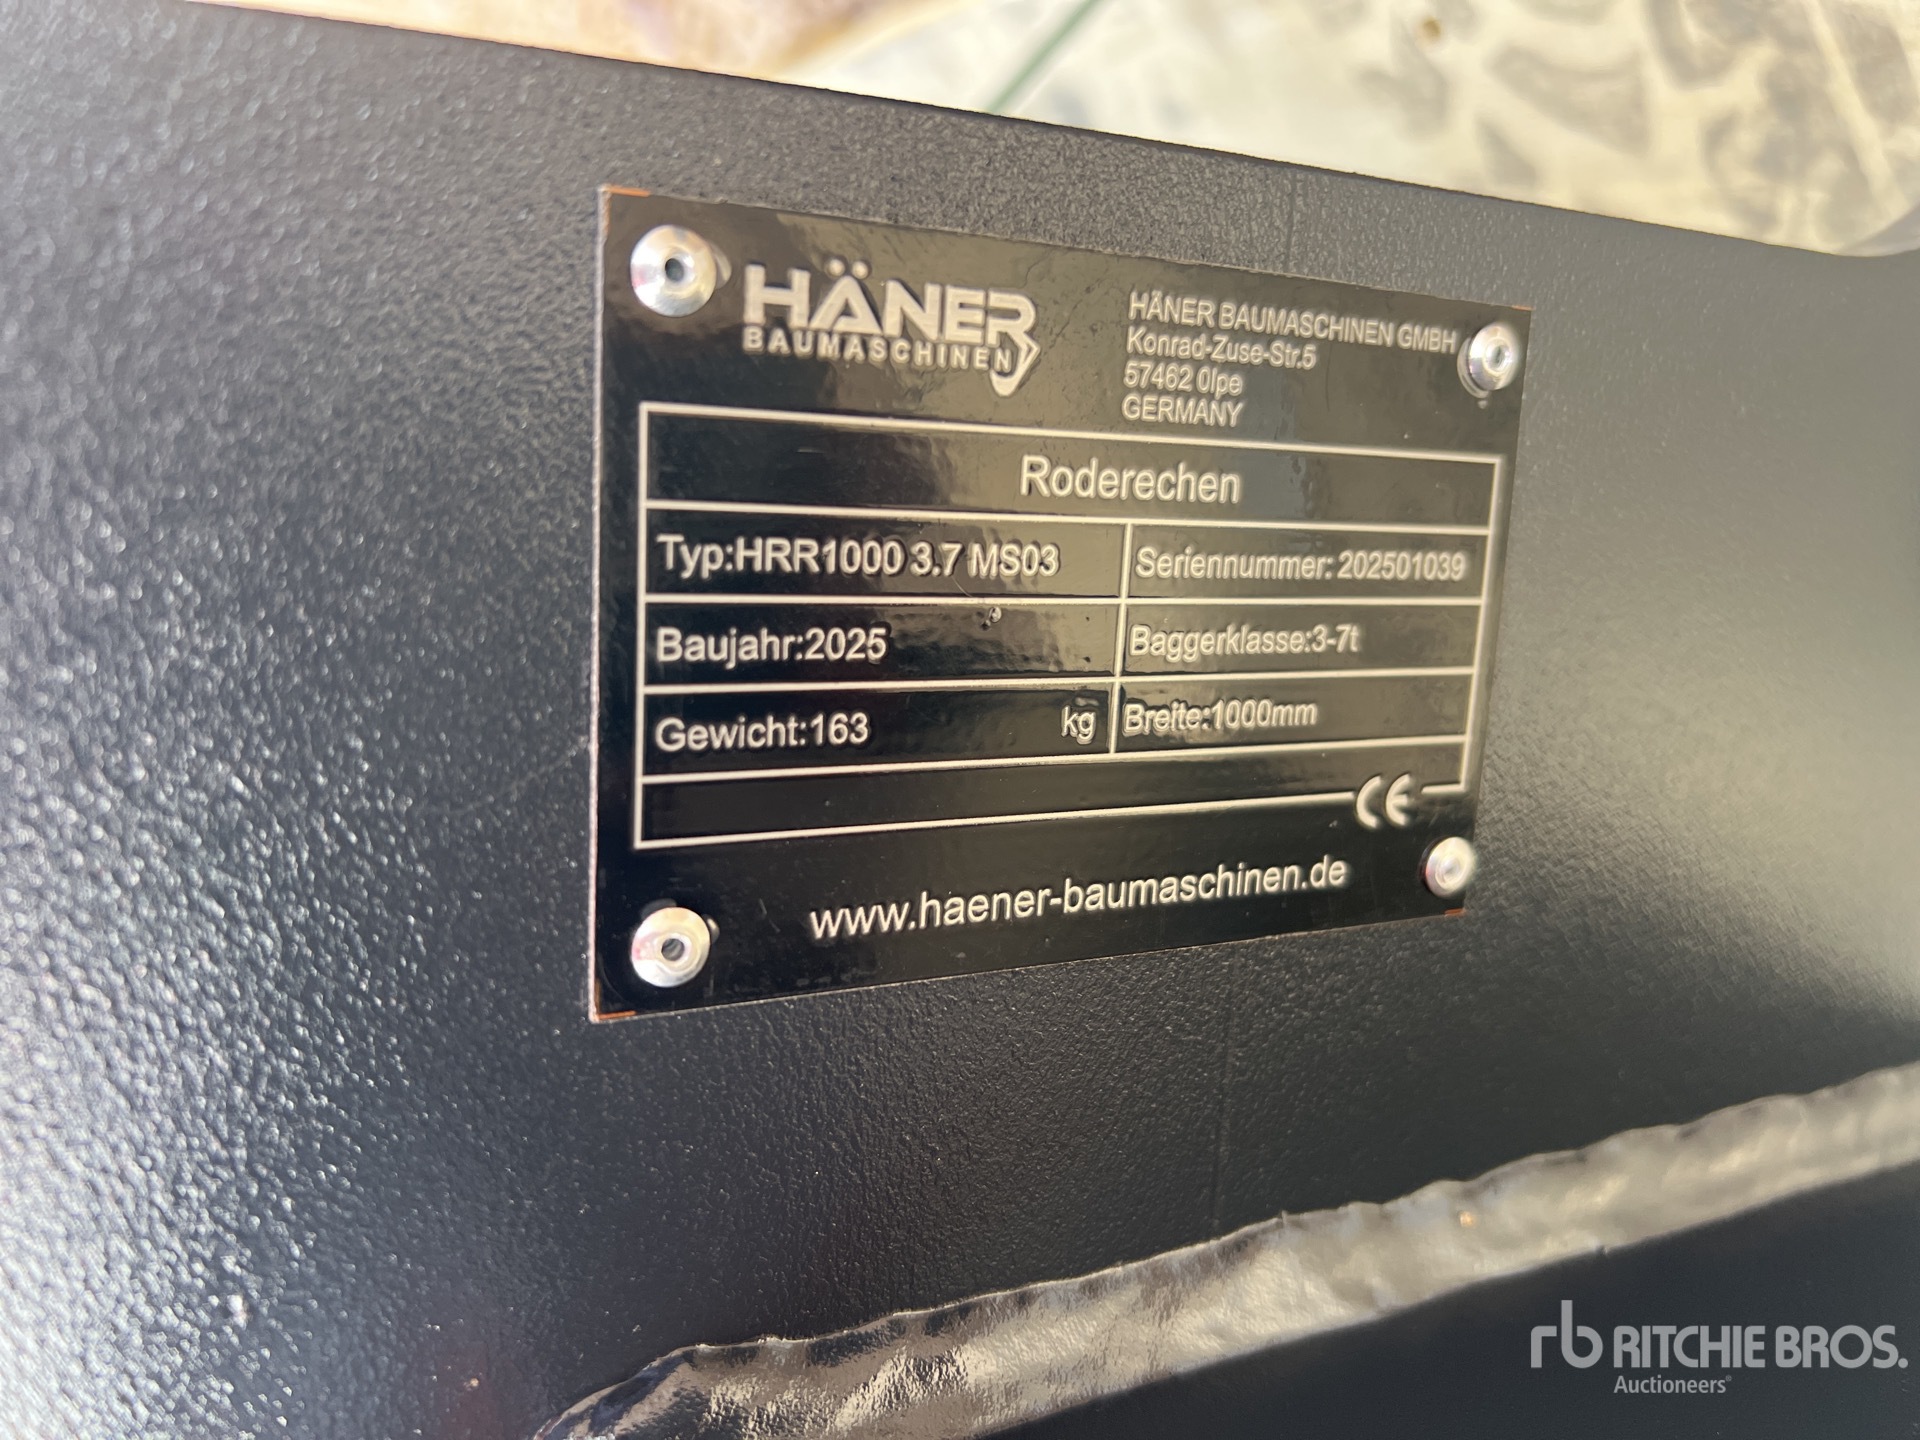 HÄNER
BAUMASCHINEN
HÄNER BAUMASCHINEN GMBH
Konrad-Zuse-Str.5
57462 Olpe
GERMANY
Roderechen
Typ:HRR1000 3.7 MS03
Seriennummer: 202501039
Baujahr:2025
Baggerklasse:3-7t
Gewicht:163 kg
Breite:1000mm
CE
www.haener-baumaschinen.de
rb RITCHIE BROS.
Auctioneers®